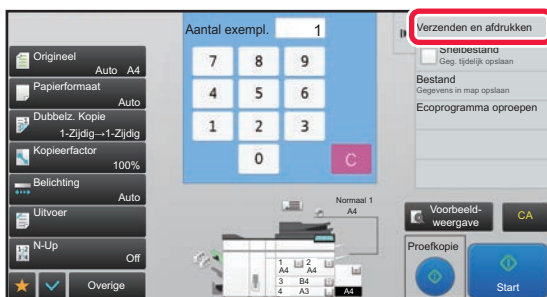 Aantal exempl. 1
Verzenden en afdrukken
Snelbestand
Geg. tijdelijk opslaan
Bestand
Gegevens in map opslaan
Ecoprogramma oproepen
Origineel
Auto A4
Papierformaat
Auto
Dubbelz. Kopie
1-Zijdig→1-Zijdig
Kopieerfactor
100%
Belichting
Auto
Uitvoer
N-Up
Off
Overige
7 8 9
4 5 6
1 2 3
0 C
Normaal 1
A4
1 2
A4 A4
3 B4
4 A3 A4
Voorbeeld-
weergave
CA
Proefkopie
Start